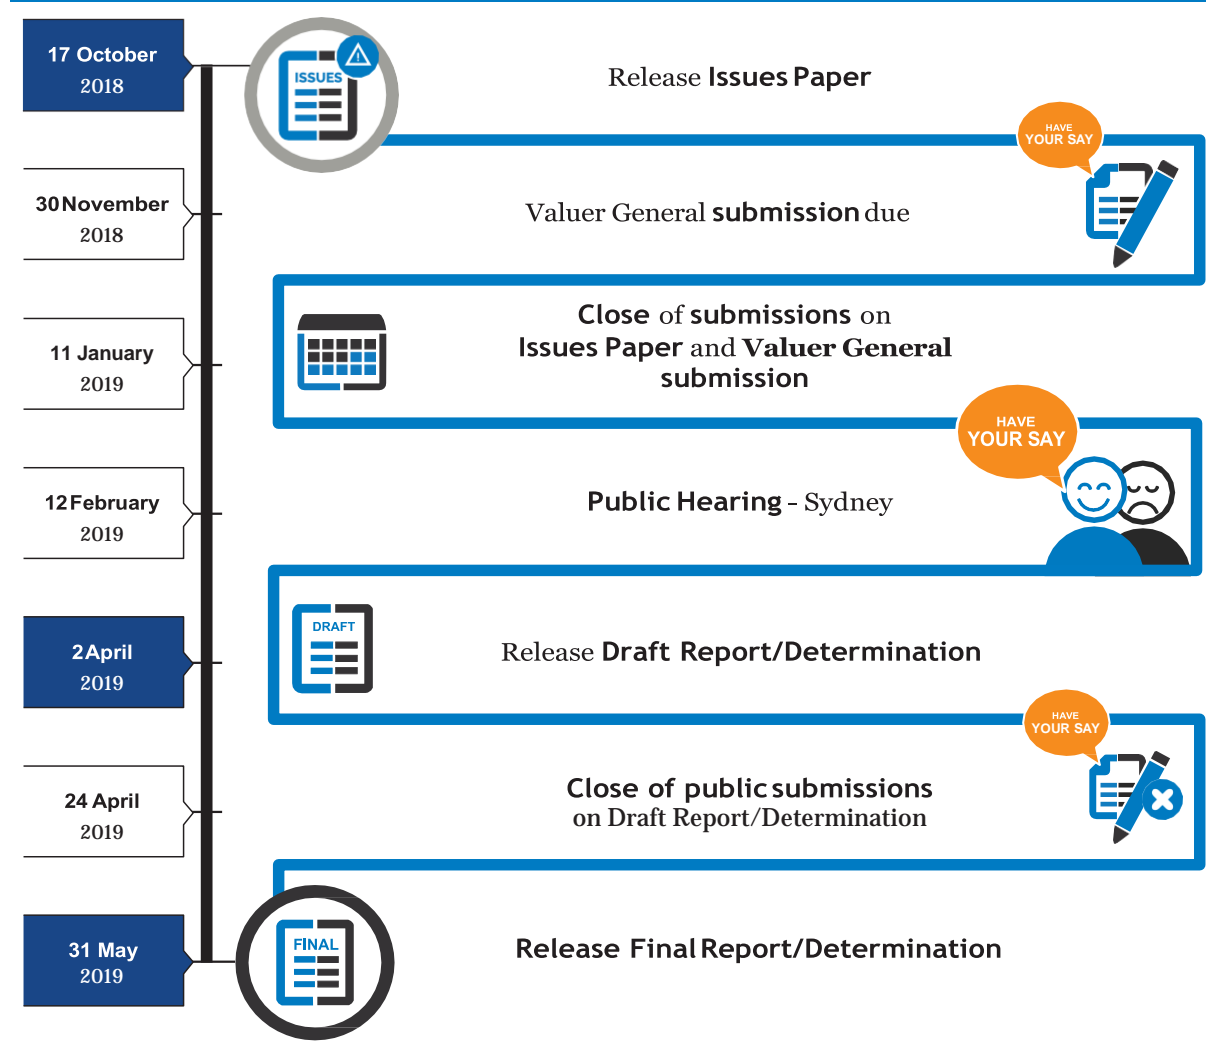 17 October
2018
ISSUES
Release Issues Paper
HAVE
YOUR SAY
30 November
2018
Valuer General submission due
11 January
2019
Close of submissions on
Issues Paper and Valuer General
submission
HAVE
YOUR SAY
12 February
2019
Public Hearing - Sydney
2 April
2019
DRAFT
Release Draft Report/Determination
HAVE
YOUR SAY
24 April
2019
Close of public submissions
on Draft Report/Determination
31 May
2019
FINAL
Release Final Report/Determination